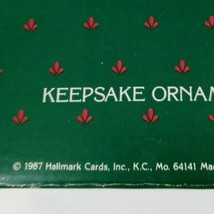 KEEPSAKE ORNAM
© 1987 Hallmark Cards, Inc., K.C., Mo. 64141 Mad